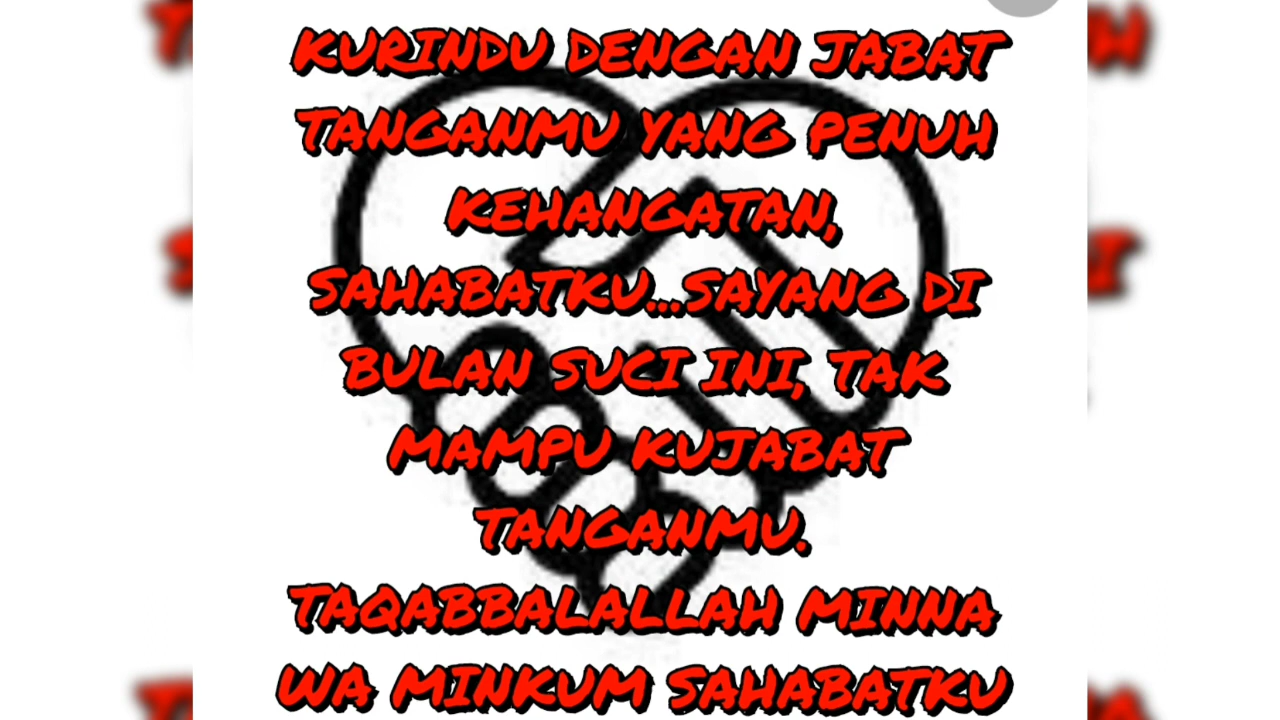 KURINDU DENGAN JABAT
TANGANMU YANG PENUH
KEHANGATAN,
SAHABATKU...SAYANG DI
BULAN SUCI INI, TAK
MAMPU KUJABAT
TANGANMU.
TAQABBALALLAH MINNA
WA MINKUM SAHABATKU